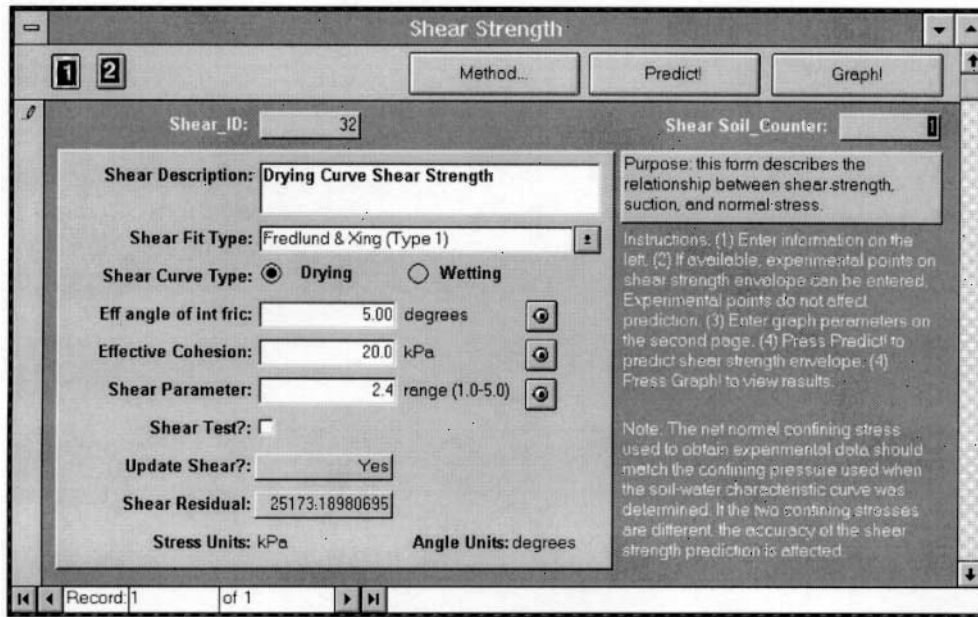 Shear Strength
1 2 Method... Predict! Graph!
Shear_ID: 32 Shear Soil_Counter: 1
Shear Description: Drying Curve Shear Strength
Shear Fit Type: Fredlund & Xing (Type 1)
Shear Curve Type: Drying Wetting
Eff angle of int fric: 5.00 degrees
Effective Cohesion: 20.0 kPa
Shear Parameter: 2.4 range (1.0-5.0)
Shear Test?:
Update Shear?: Yes
Shear Residual: 25173.18980695
Stress Units: kPa Angle Units: degrees
Purpose: this form describes the
relationship between shear strength,
suction, and normal stress.
Instructions: (1) Enter information on the
left. (2) If available, experimental points on
shear strength envelope can be entered.
Experimental points do not affect
prediction. (3) Enter graph parameters on
the second page. (4) Press Predict! to
predict shear strength envelope. (4)
Press Graph! to view results.
Note: The net normal confining stress
used to obtain experimental data should
match the confining pressure used when
the soil-water characteristic curve was
determined. If the two confining stresses
are different, the accuracy of the shear
strength prediction is affected.
Record: 1 of 1